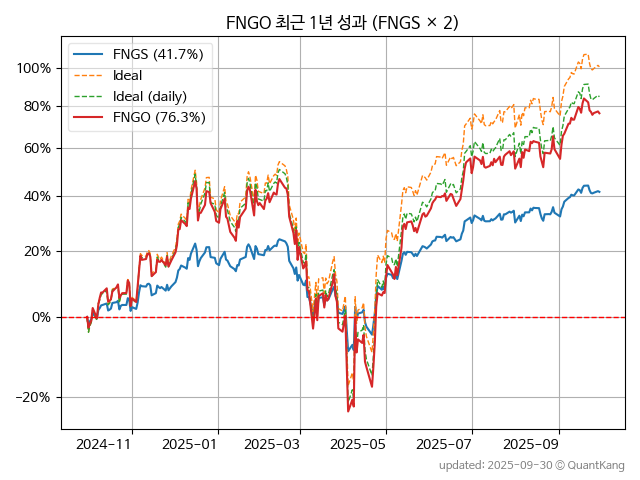 FNGO 최근 1년 성과 (FNGS × 2)
FNGS (41.7%)
Ideal
Ideal (daily)
FNGO (76.3%)
100%
80%
60%
40%
20%
0%
−20%
2024-11
2025-01
2025-03
2025-05
2025-07
2025-09
updated: 2025-09-30 © QuantKang